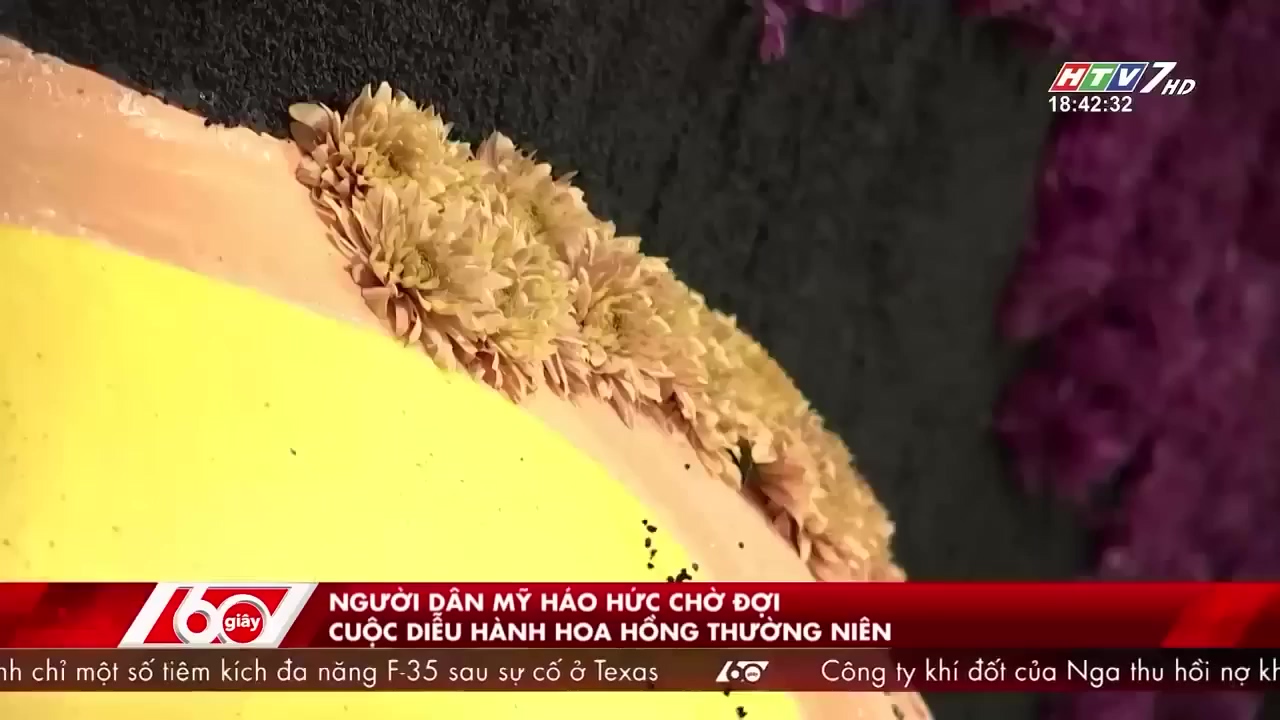 HTV7 HD
18:42:32
60 giây
NGƯỜI DÂN MỸ HÁO HỨC CHỜ ĐỢI
CUỘC DIỄU HÀNH HOA HỒNG THƯỜNG NIÊN
chỉ một số tiêm kích đa năng F-35 sau sự cố ở Texas
60 giây
Công ty khí đốt của Nga thu hồi nợ